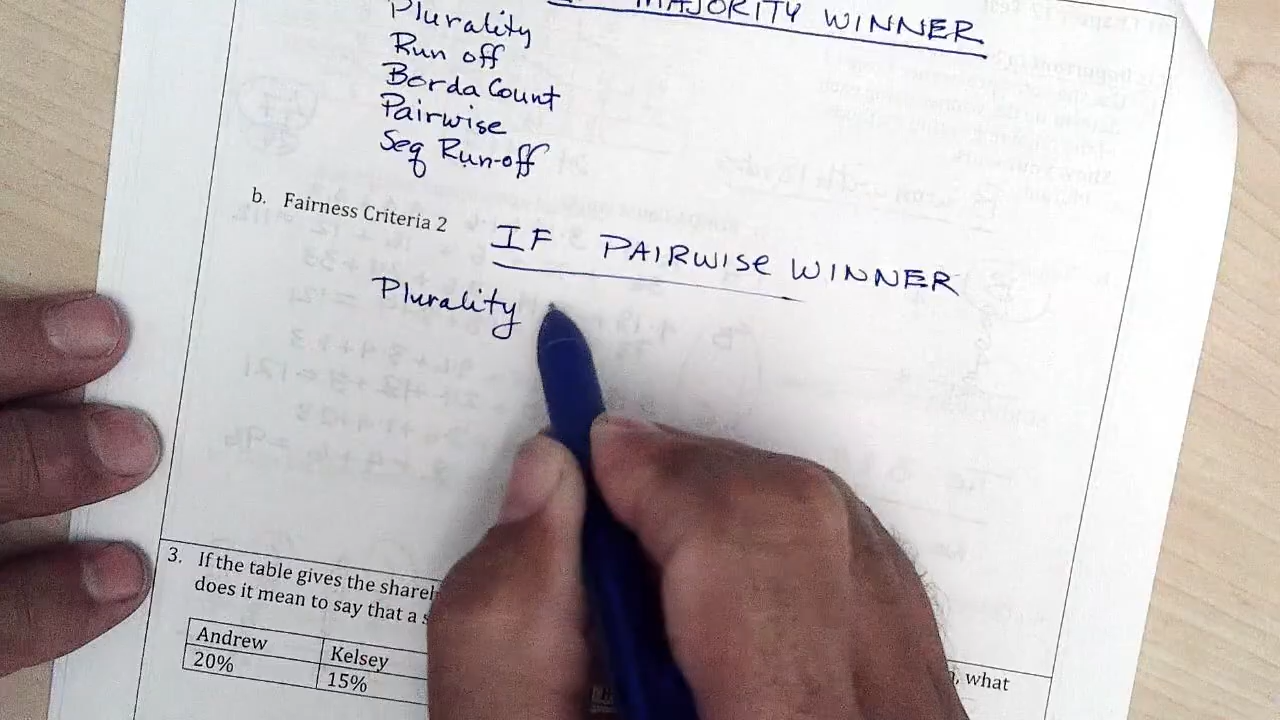 MAJORITY WINNER
Plurality
Run off
Borda Count
Pairwise
Seq Run-off
b. Fairness Criteria 2
IF PAIRWISE WINNER
Plurality
3. If the table gives the
, what
does it mean to say that a
Andrew Kelsey
20% 15%